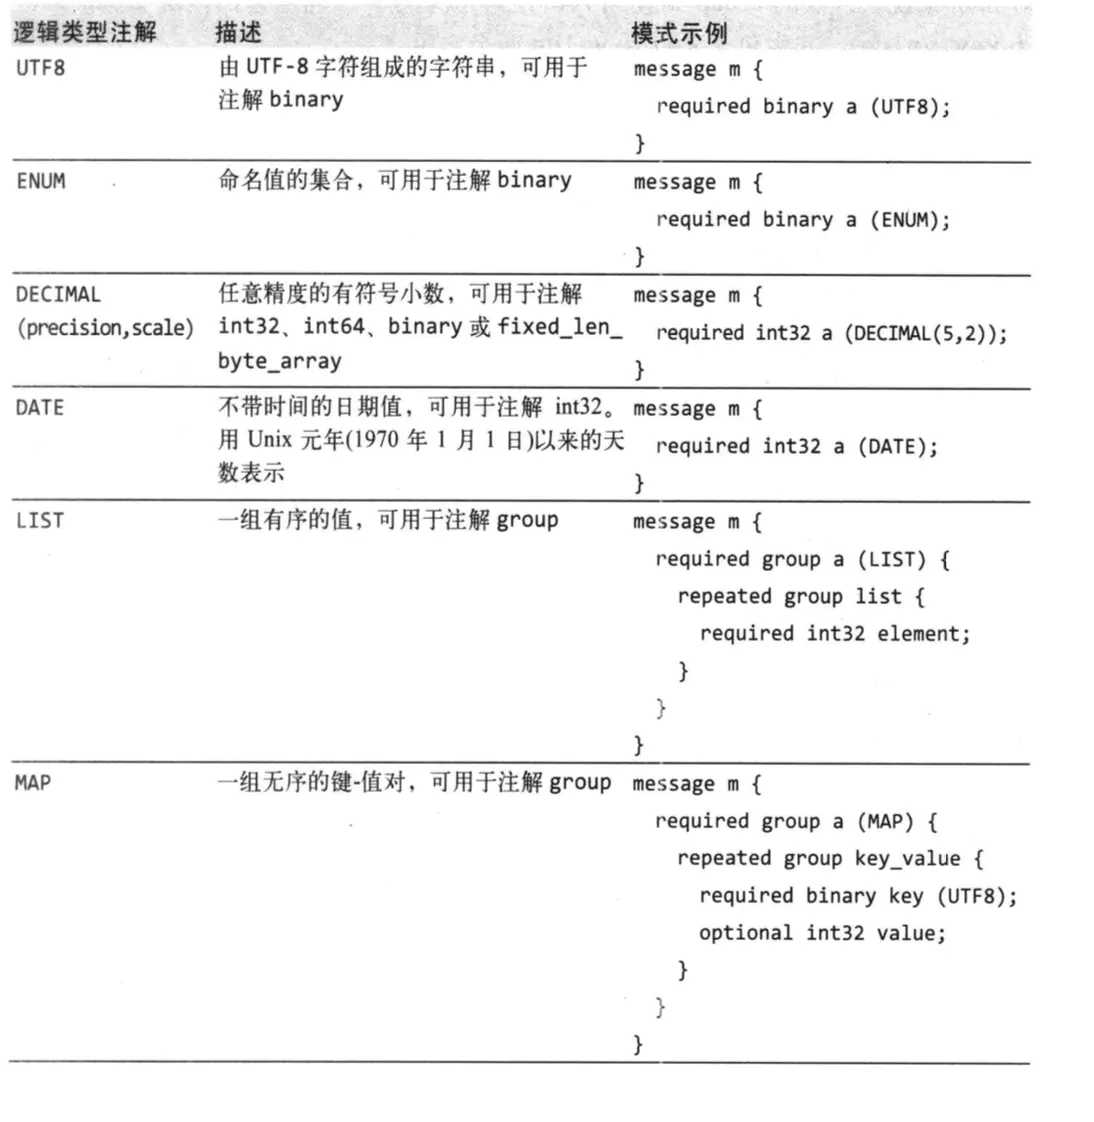 逻辑类型注解 描述 模式示例
UTF8 由 UTF-8 字符组成的字符串，可用于 message m {
注解 binary required binary a (UTF8);
}
ENUM 命名值的集合，可用于注解 binary message m {
required binary a (ENUM);
}
DECIMAL 任意精度的有符号小数，可用于注解 message m {
(precision,scale) int32、int64、binary 或 fixed_len_ required int32 a (DECIMAL(5,2));
byte_array }
DATE 不带时间的日期值，可用于注解 int32。 message m {
用 Unix 元年(1970 年 1 月 1 日)以来的天 required int32 a (DATE);
数表示 }
LIST 一组有序的值，可用于注解 group message m {
required group a (LIST) {
repeated group list {
required int32 element;
}
}
}
MAP 一组无序的键-值对，可用于注解 group message m {
required group a (MAP) {
repeated group key_value {
required binary key (UTF8);
optional int32 value;
}
}
}